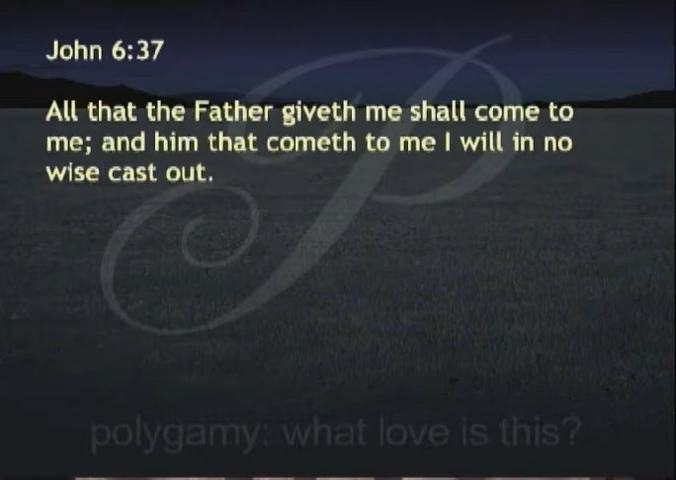 John 6:37
All that the Father giveth me shall come to
me; and him that cometh to me I will in no
wise cast out.
P
polygamy: what love is this?